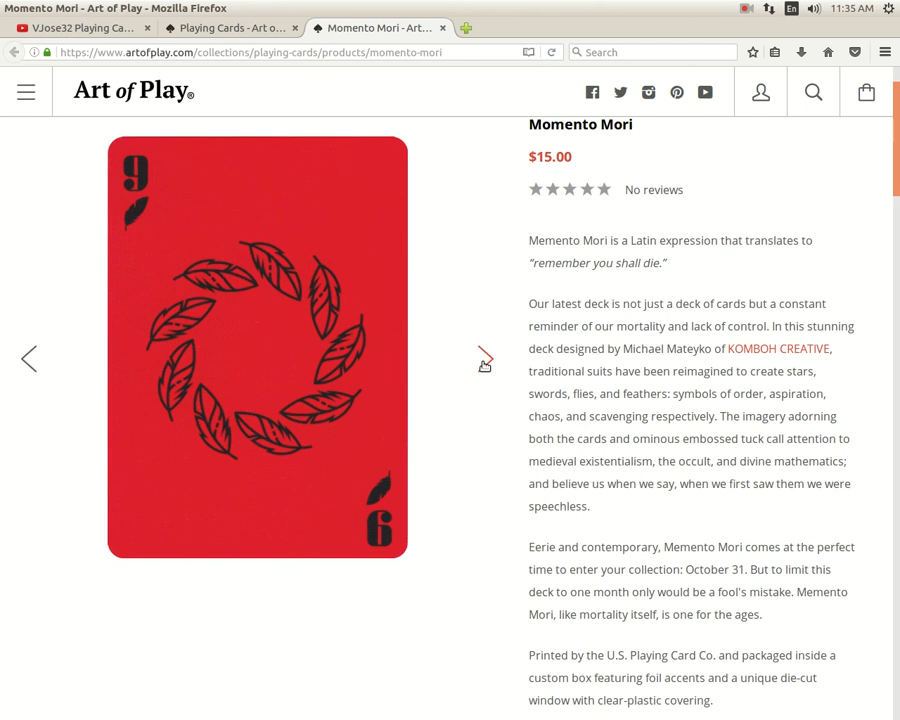 Momento Mori - Art of Play - Mozilla Firefox
En
11:35 AM
VJose32 Playing Ca...
Playing Cards - Art o...
Momento Mori - Art...
https://www.artofplay.com/collections/playing-cards/products/momento-mori
Search
Art of Play®
Momento Mori
$15.00
No reviews
Memento Mori is a Latin expression that translates to
“remember you shall die.”
Our latest deck is not just a deck of cards but a constant
reminder of our mortality and lack of control. In this stunning
deck designed by Michael Mateyko of KOMBOH CREATIVE,
traditional suits have been reimagined to create stars,
swords, flies, and feathers: symbols of order, aspiration,
chaos, and scavenging respectively. The imagery adorning
both the cards and ominous embossed tuck call attention to
medieval existentialism, the occult, and divine mathematics;
and believe us when we say, when we first saw them we were
speechless.
Eerie and contemporary, Memento Mori comes at the perfect
time to enter your collection: October 31. But to limit this
deck to one month only would be a fool's mistake. Memento
Mori, like mortality itself, is one for the ages.
Printed by the U.S. Playing Card Co. and packaged inside a
custom box featuring foil accents and a unique die-cut
window with clear-plastic covering.
9
9